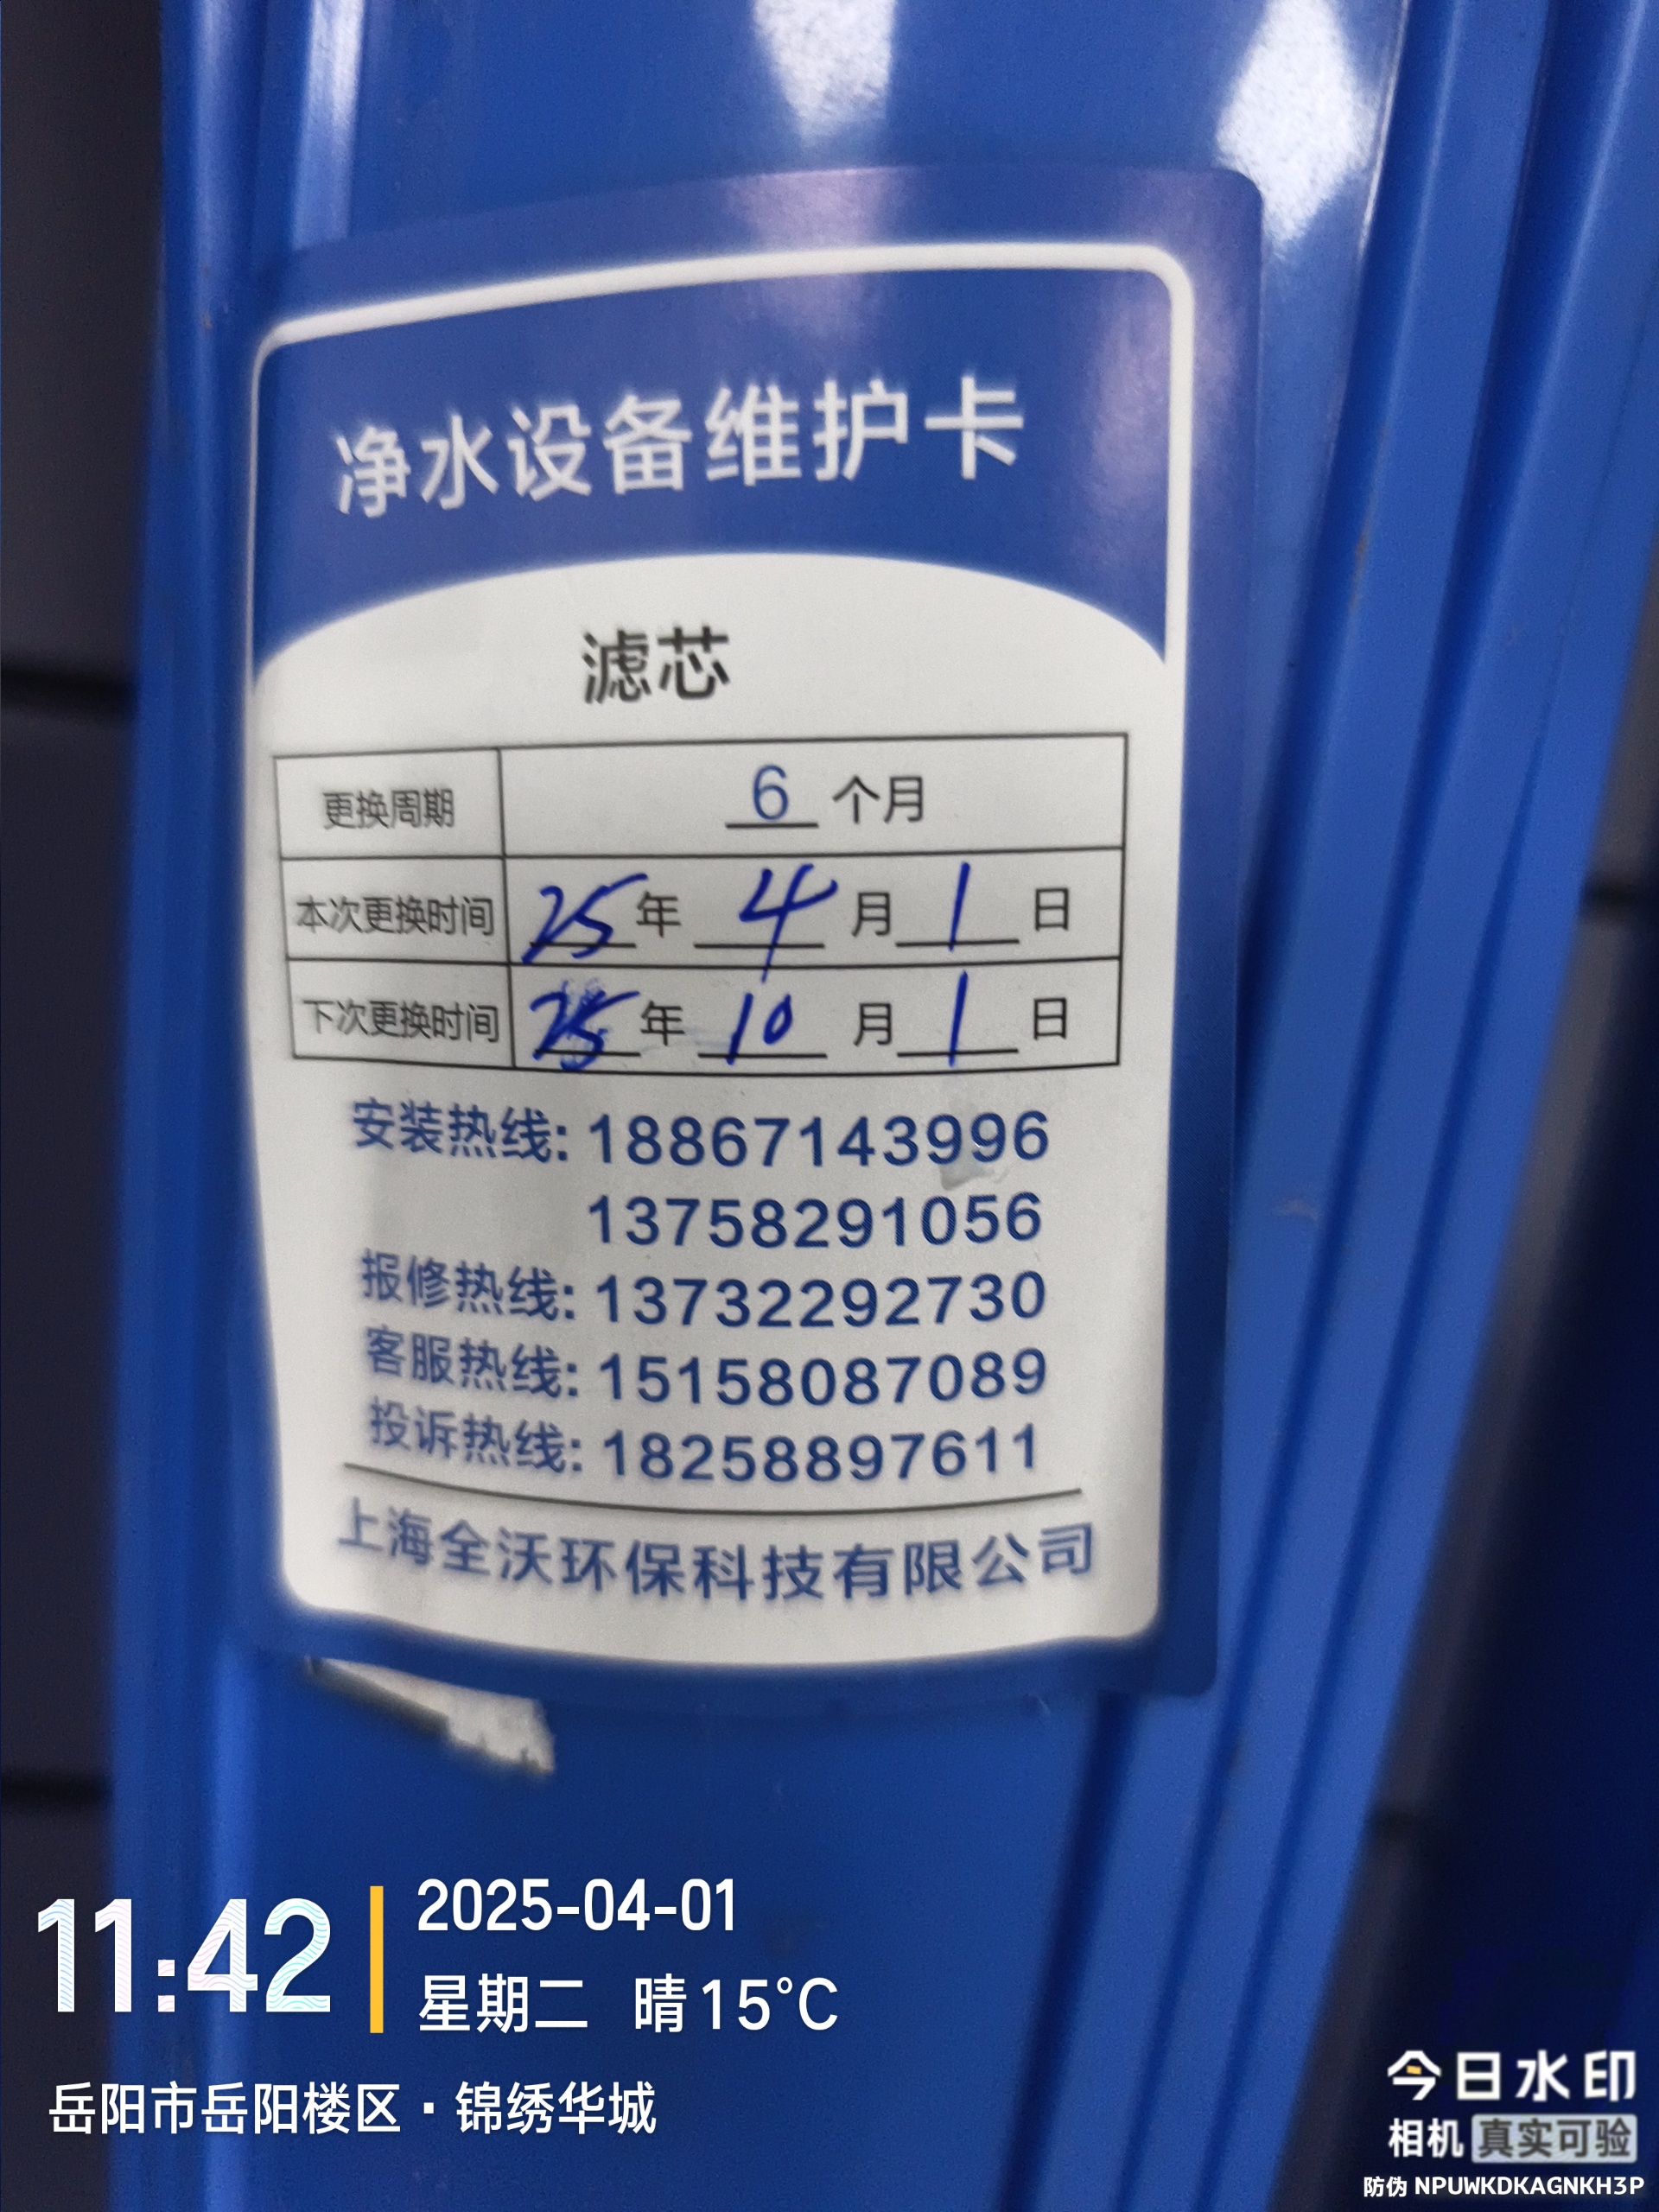 净水设备维护卡
滤芯
更换周期 6 个月
本次更换时间 25 年 4 月 1 日
下次更换时间 25 年 10 月 1 日
安装热线: 18867143996
13758291056
报修热线: 13732292730
客服热线: 15158087089
投诉热线: 18258897611
上海全沃环保科技有限公司
11:42
2025-04-01
星期二 晴 15℃
岳阳市岳阳楼区·锦绣华城
今日水印
相机 真实可验
防伪 NPUWKDKAGNKH3P